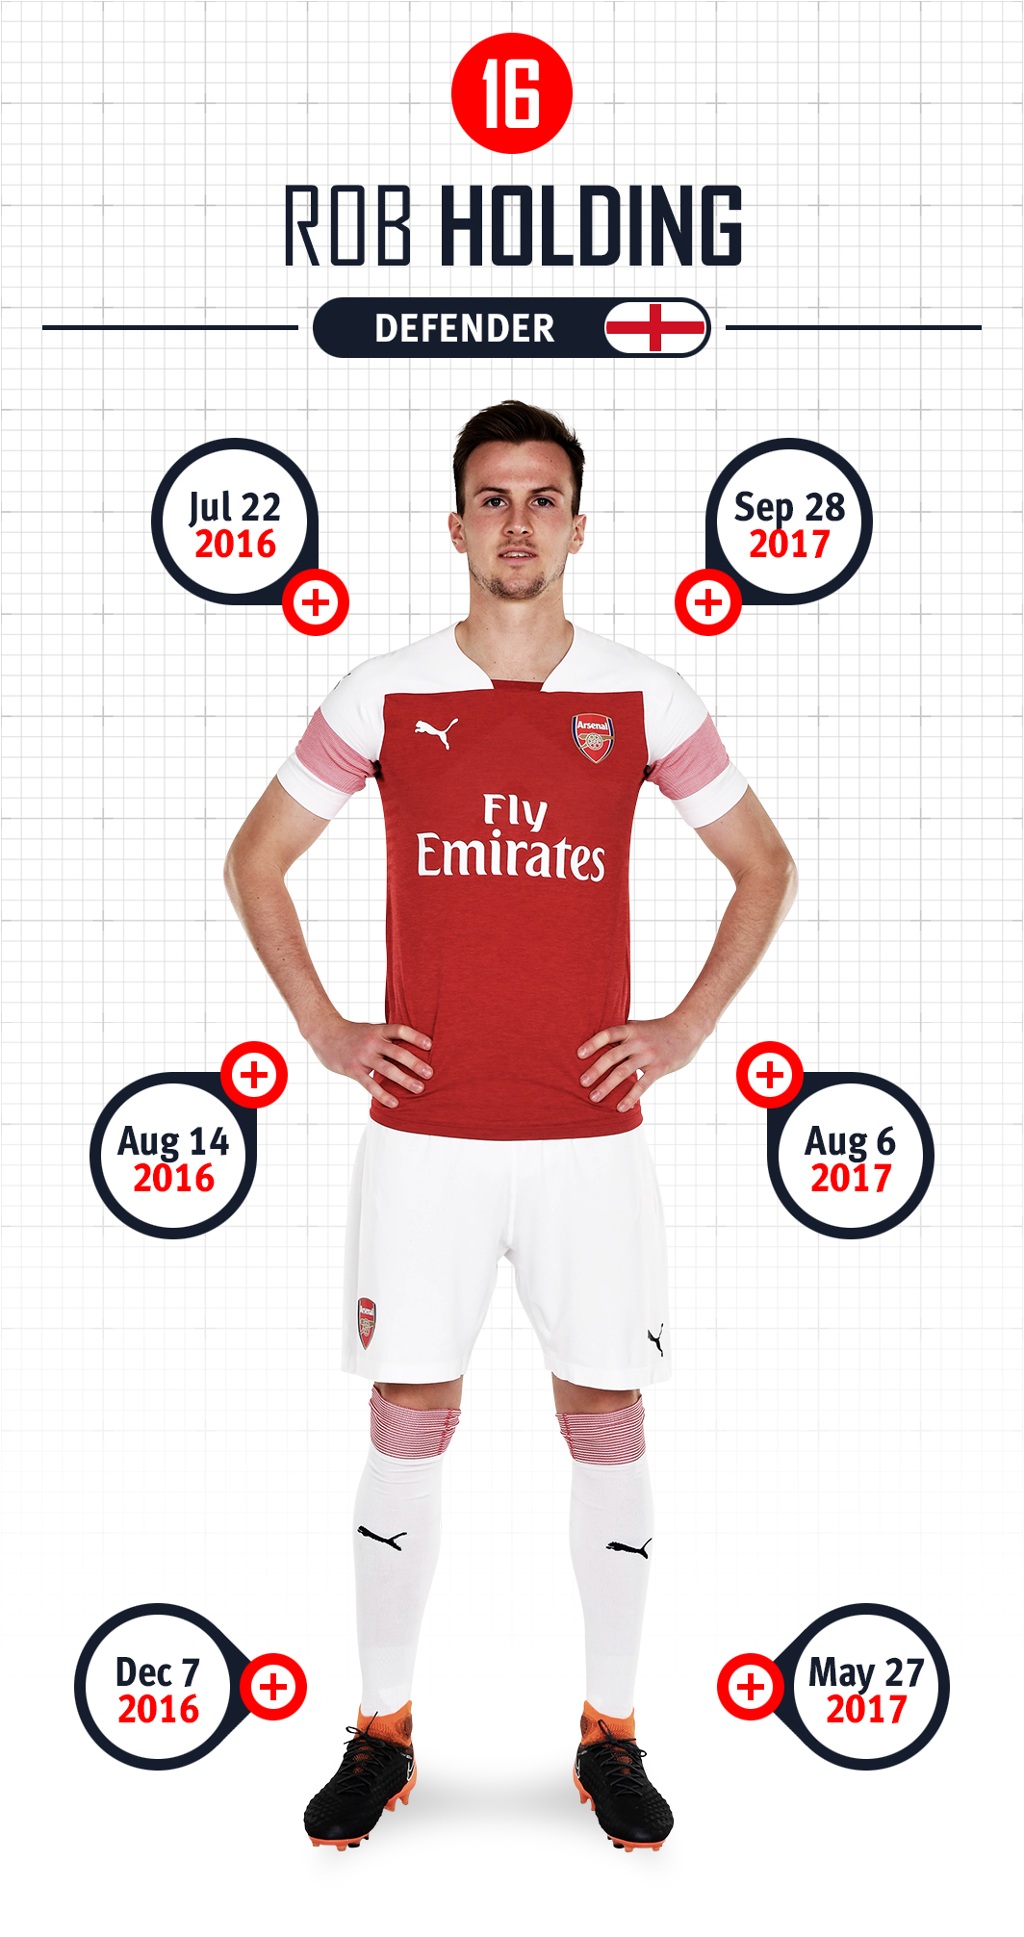 16
ROB HOLDING
DEFENDER
Jul 22
2016
Sep 28
2017
Arsenal
Fly
Emirates
Aug 14
2016
Aug 6
2017
Arsenal
Dec 7
2016
May 27
2017